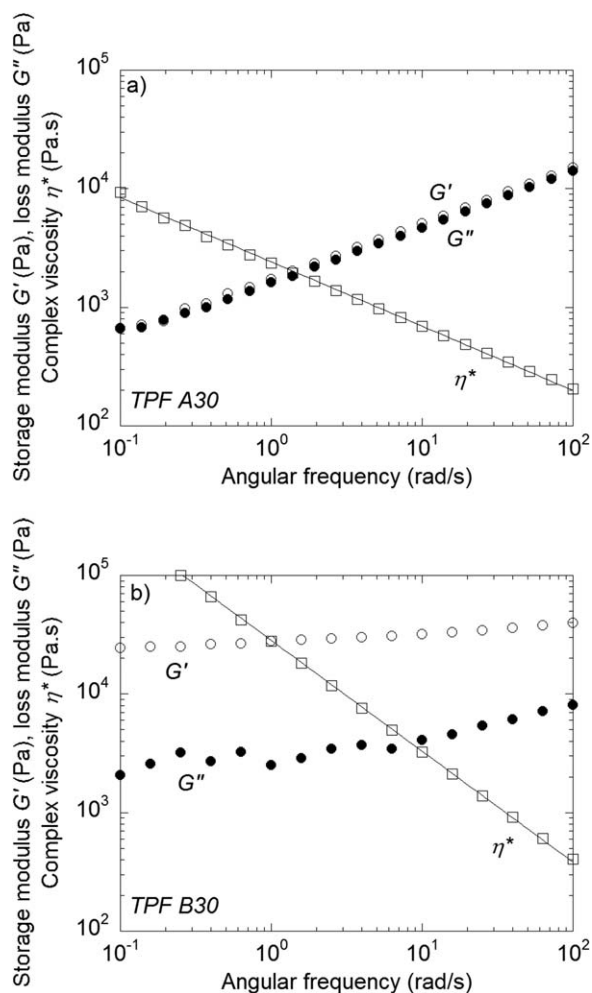 Storage modulus G' (Pa), loss modulus G" (Pa)
Complex viscosity η* (Pa.s)
10^5
10^4
10^3
10^2
a)
G'
G"
η*
TPF A30
10^-1
10^0
10^1
10^2
Angular frequency (rad/s)
Storage modulus G' (Pa), loss modulus G" (Pa)
Complex viscosity η* (Pa.s)
10^5
10^4
10^3
10^2
b)
G'
G"
η*
TPF B30
10^-1
10^0
10^1
10^2
Angular frequency (rad/s)